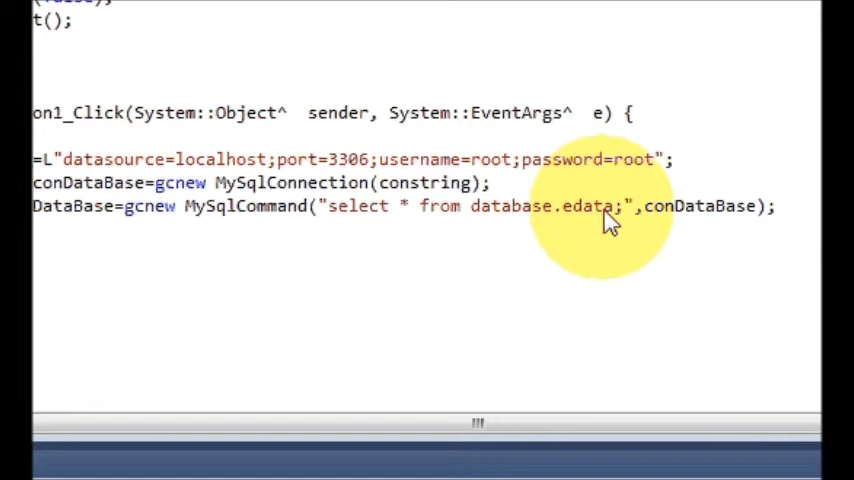 t();
on1_Click(System::Object^  sender, System::EventArgs^  e) {
=L"datasource=localhost;port=3306;username=root;password=root";
conDataBase=gcnew MySqlConnection(constring);
DataBase=gcnew MySqlCommand("select * from database.edata;",conDataBase);